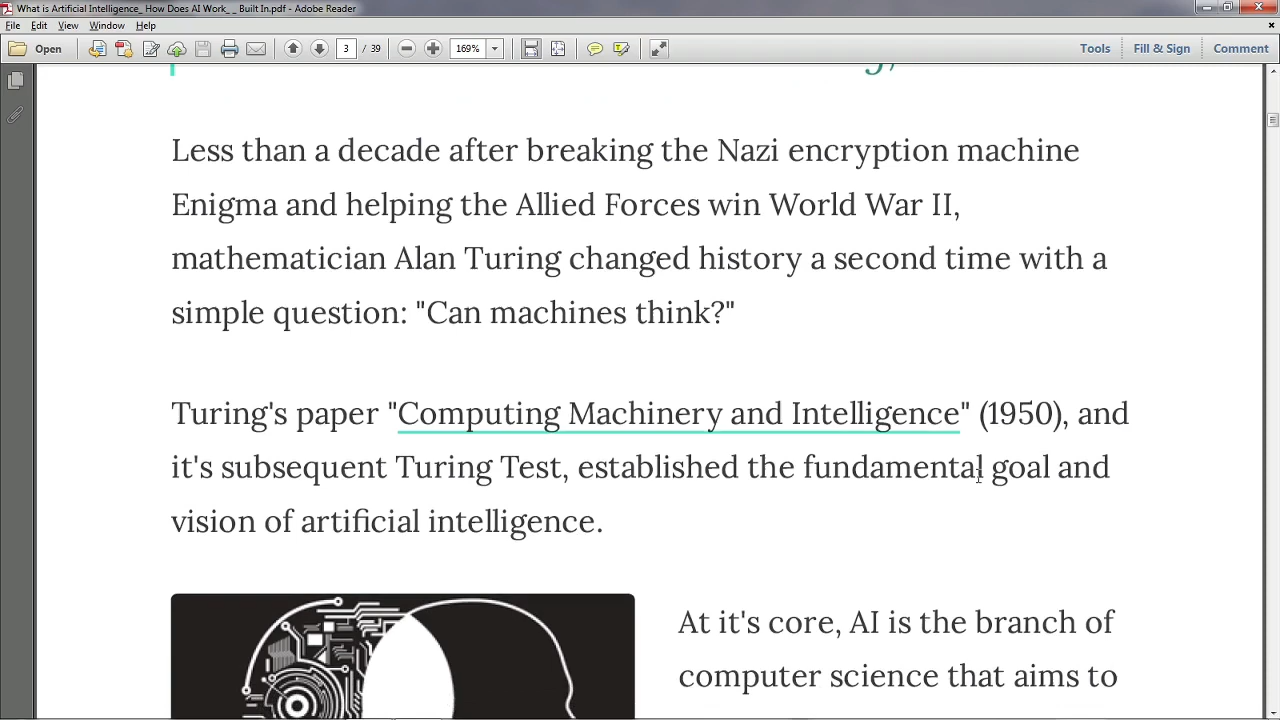 What is Artificial Intelligence_ How Does AI Work_ _ Built In.pdf - Adobe Reader
File Edit View Window Help
Open 3 / 39 169% Tools Fill & Sign Comment
Less than a decade after breaking the Nazi encryption machine
Enigma and helping the Allied Forces win World War II,
mathematician Alan Turing changed history a second time with a
simple question: "Can machines think?"
Turing's paper "Computing Machinery and Intelligence" (1950), and
it's subsequent Turing Test, established the fundamental goal and
vision of artificial intelligence.
At it's core, AI is the branch of
computer science that aims to